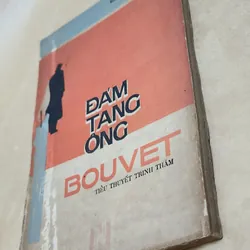 ĐÁM
TANG
ÔNG
BOUVET
TIỂU THUYẾT TRINH THÁM